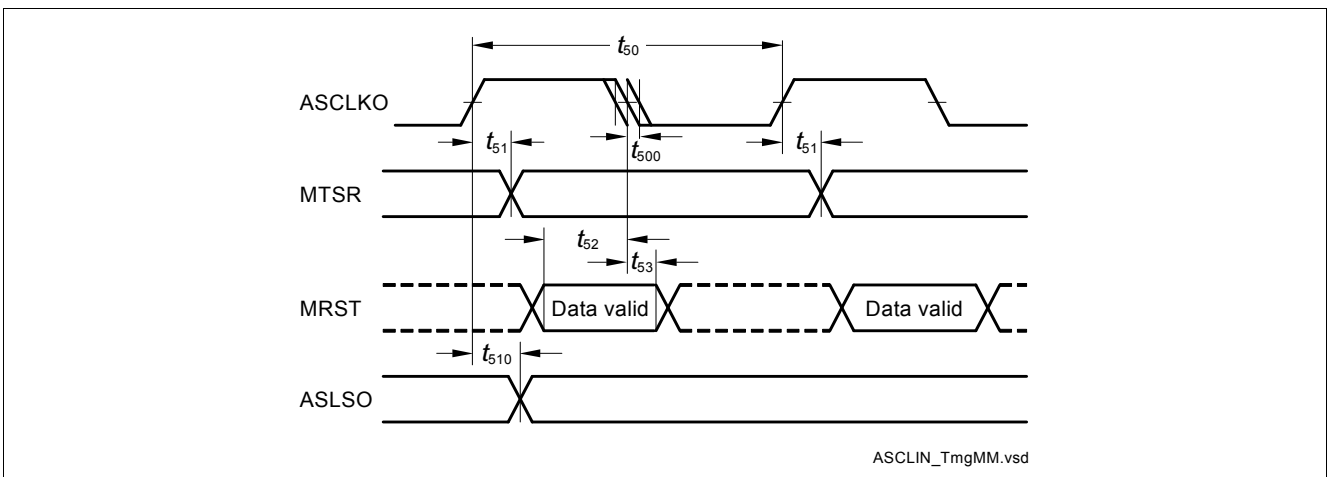 t50
ASCLKO
t51
t500
t51
MTSR
t52
t53
MRST
Data valid
Data valid
t510
ASLSO
ASCLIN_TmgMM.vsd